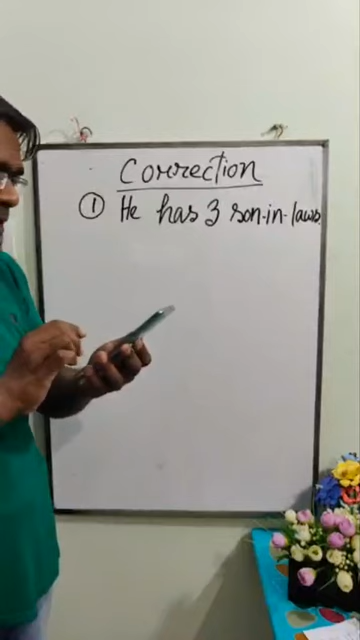 Correction
① He has 3 son-in-laws.